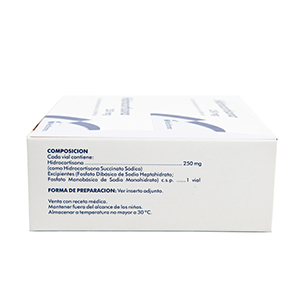 COMPOSICION
Cada vial contiene:
Hidrocortisona 250 mg
(como Hidrocortisona Succinato Sódico)
Excipientes (Fosfato Dibásico de Sodio Heptahidrato;
Fosfato Monobásico de Sodio Monohidrato) c.s.p. ......1 vial
FORMA DE PREPARACION: Ver inserto adjunto.
Venta con receta médica.
Mantener fuera del alcance de los niños.
Almacenar a temperatura no mayor a 30 °C.